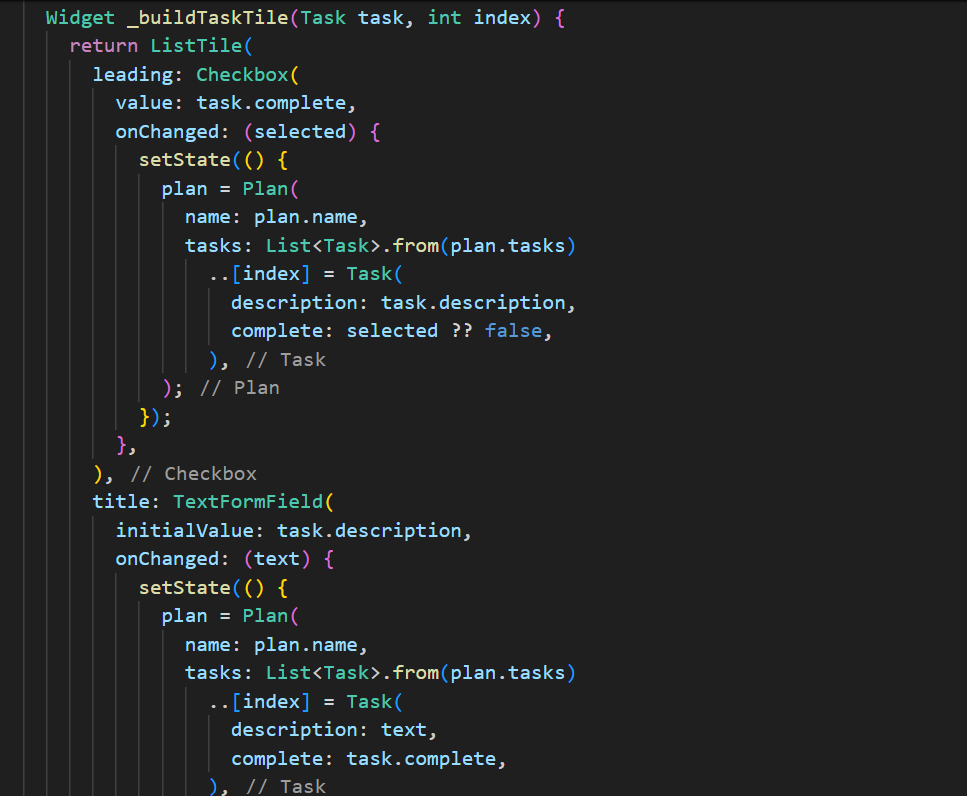 Widget _buildTaskTile(Task task, int index) {
  return ListTile(
    leading: Checkbox(
      value: task.complete,
      onChanged: (selected) {
        setState(() {
          plan = Plan(
            name: plan.name,
            tasks: List<Task>.from(plan.tasks)
              ..[index] = Task(
                description: task.description,
                complete: selected ?? false,
              ), // Task
          ); // Plan
        });
      },
    ), // Checkbox
    title: TextFormField(
      initialValue: task.description,
      onChanged: (text) {
        setState(() {
          plan = Plan(
            name: plan.name,
            tasks: List<Task>.from(plan.tasks)
              ..[index] = Task(
                description: text,
                complete: task.complete,
              ), // Task